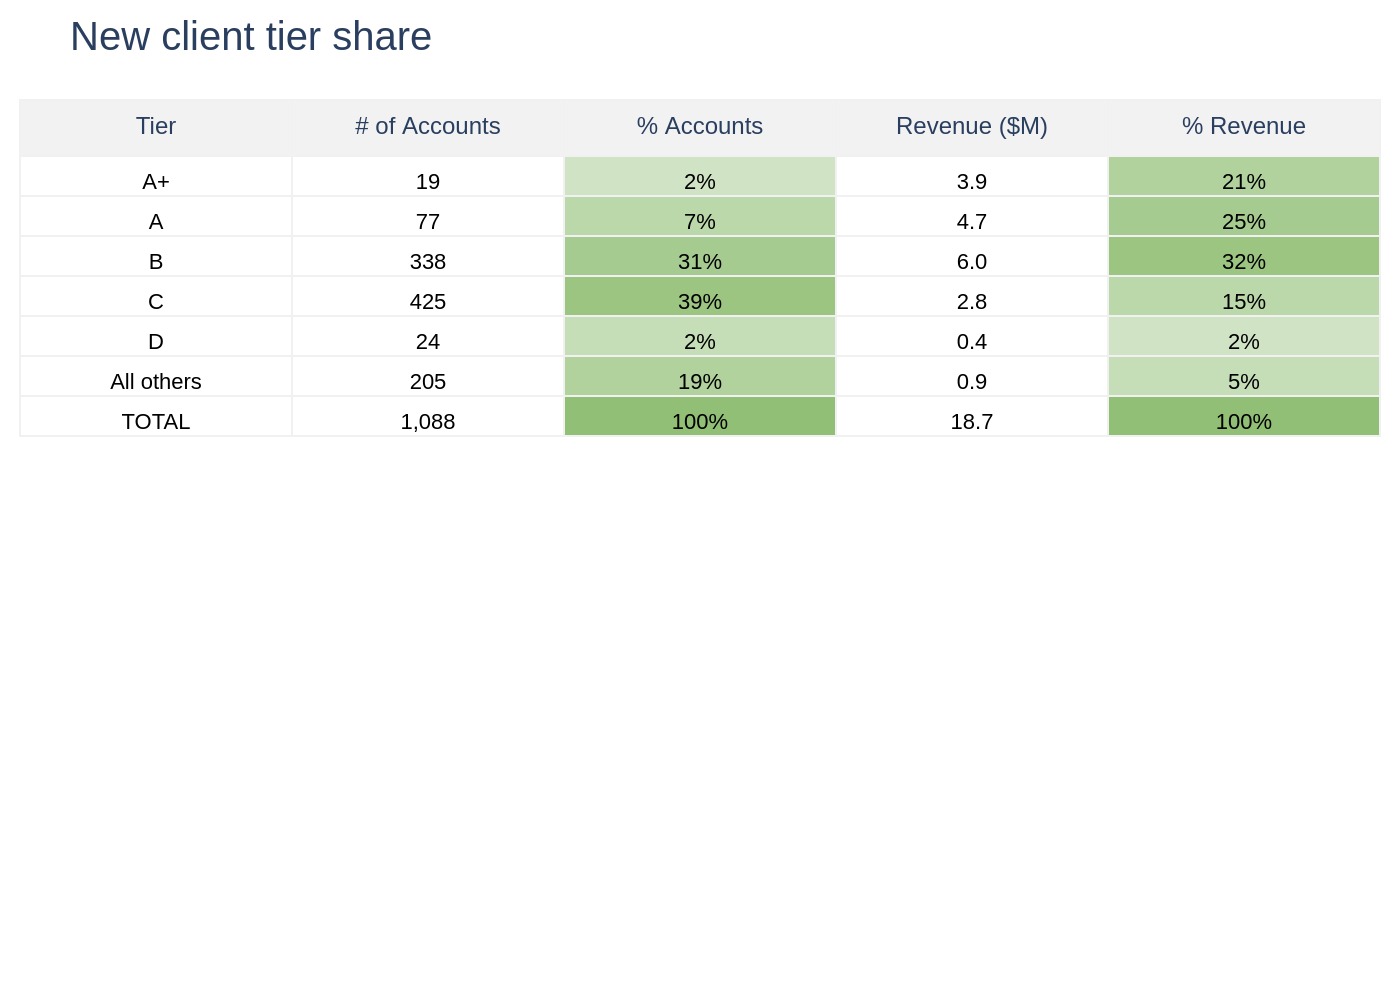 New client tier share
Tier # of Accounts % Accounts Revenue ($M) % Revenue
A+ 19 2% 3.9 21%
A 77 7% 4.7 25%
B 338 31% 6.0 32%
C 425 39% 2.8 15%
D 24 2% 0.4 2%
All others 205 19% 0.9 5%
TOTAL 1,088 100% 18.7 100%